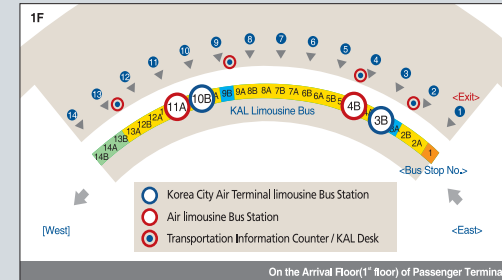 1F
14
13
12
11
10
9
8
7
6
5
4
3
2
1
<Exit>
14B
14A
13B
13A
12B
12A
11A
10B
9B
9A
8B
8A
7B
7A
6B
6A
5B
4B
3B
2B
2A
1
KAL Limousine Bus
<Bus Stop No.>
Korea City Air Terminal limousine Bus Station
Air limousine Bus Station
Transportation Information Counter / KAL Desk
[West]
<East>
On the Arrival Floor(1st floor) of Passenger Termina